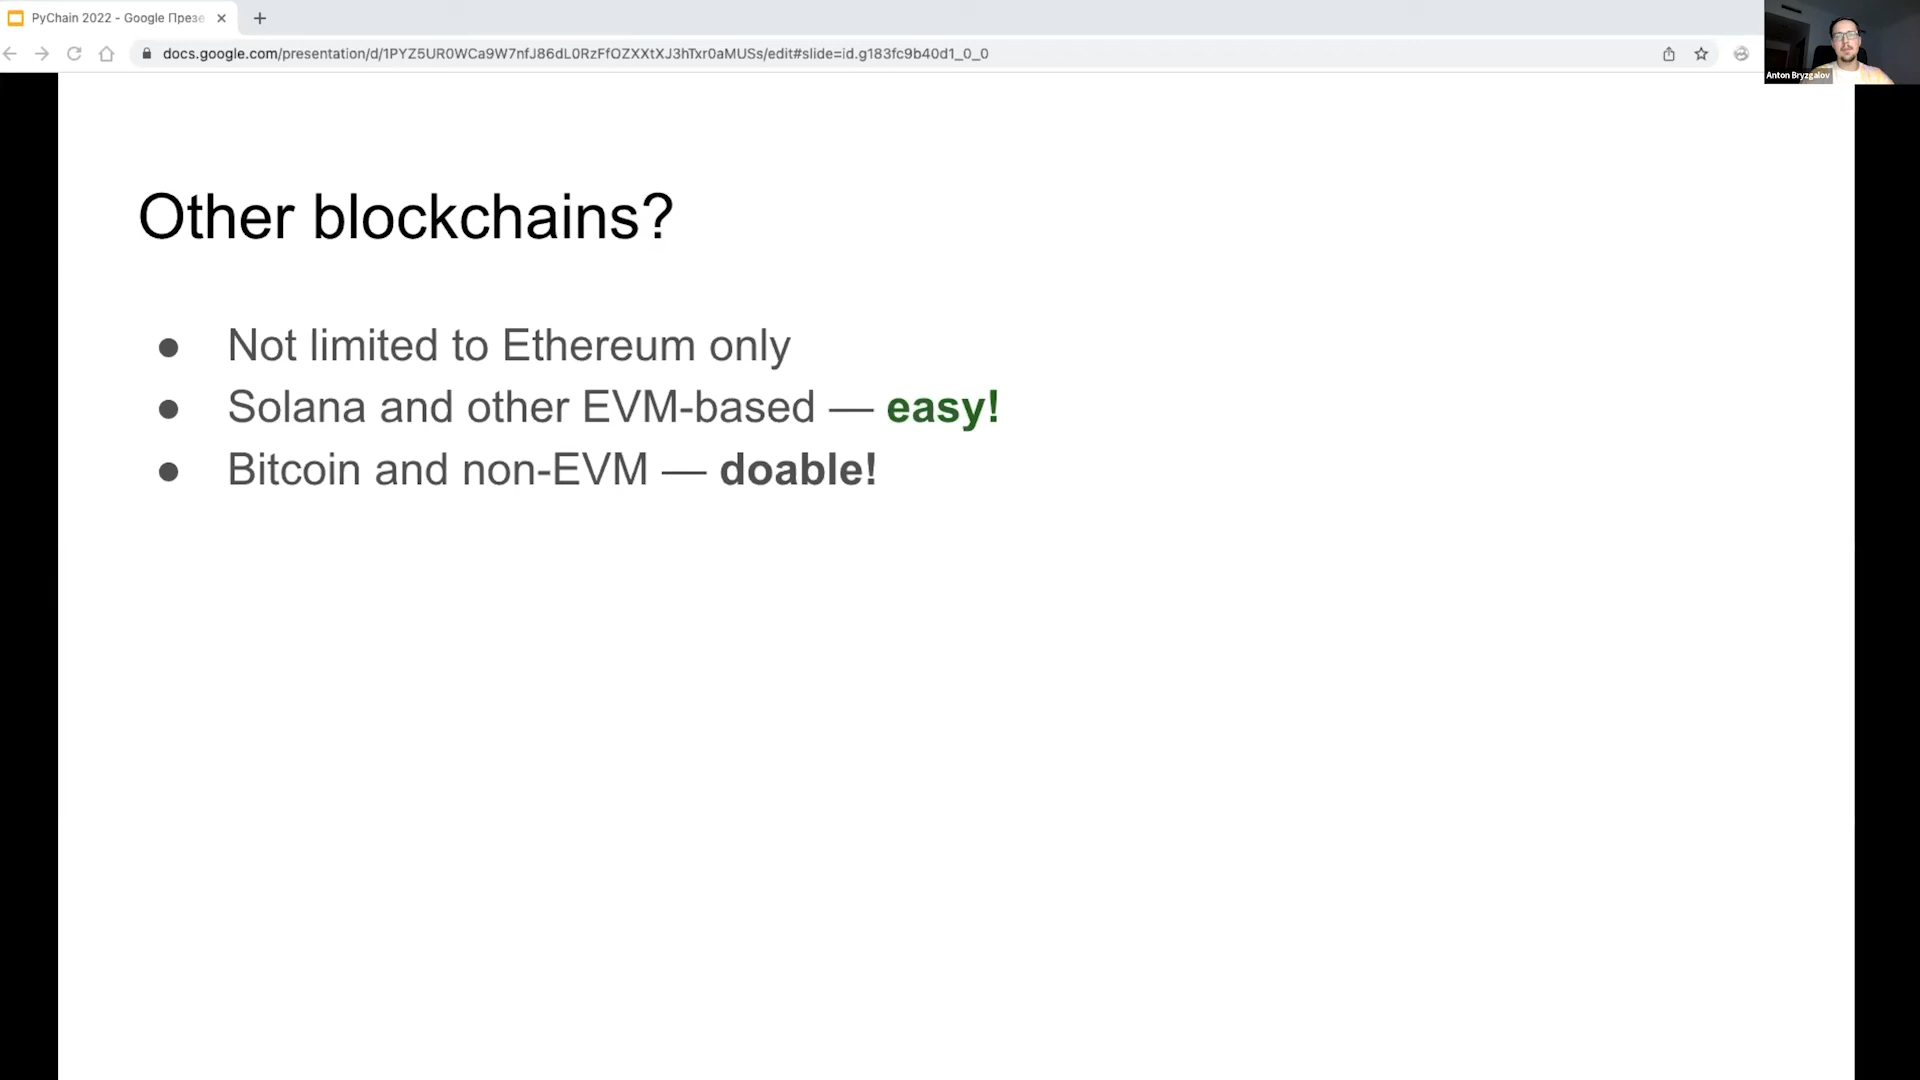 PyChain 2022 - Google Презе
docs.google.com/presentation/d/1PYZ5UR0WCa9W7nfJ86dL0RzFfOZXXtXJ3hTxr0aMUSs/edit#slide=id.g183fc9b40d1_0_0
Anton Bryzgalov
Other blockchains?
● Not limited to Ethereum only
● Solana and other EVM-based — easy!
● Bitcoin and non-EVM — doable!